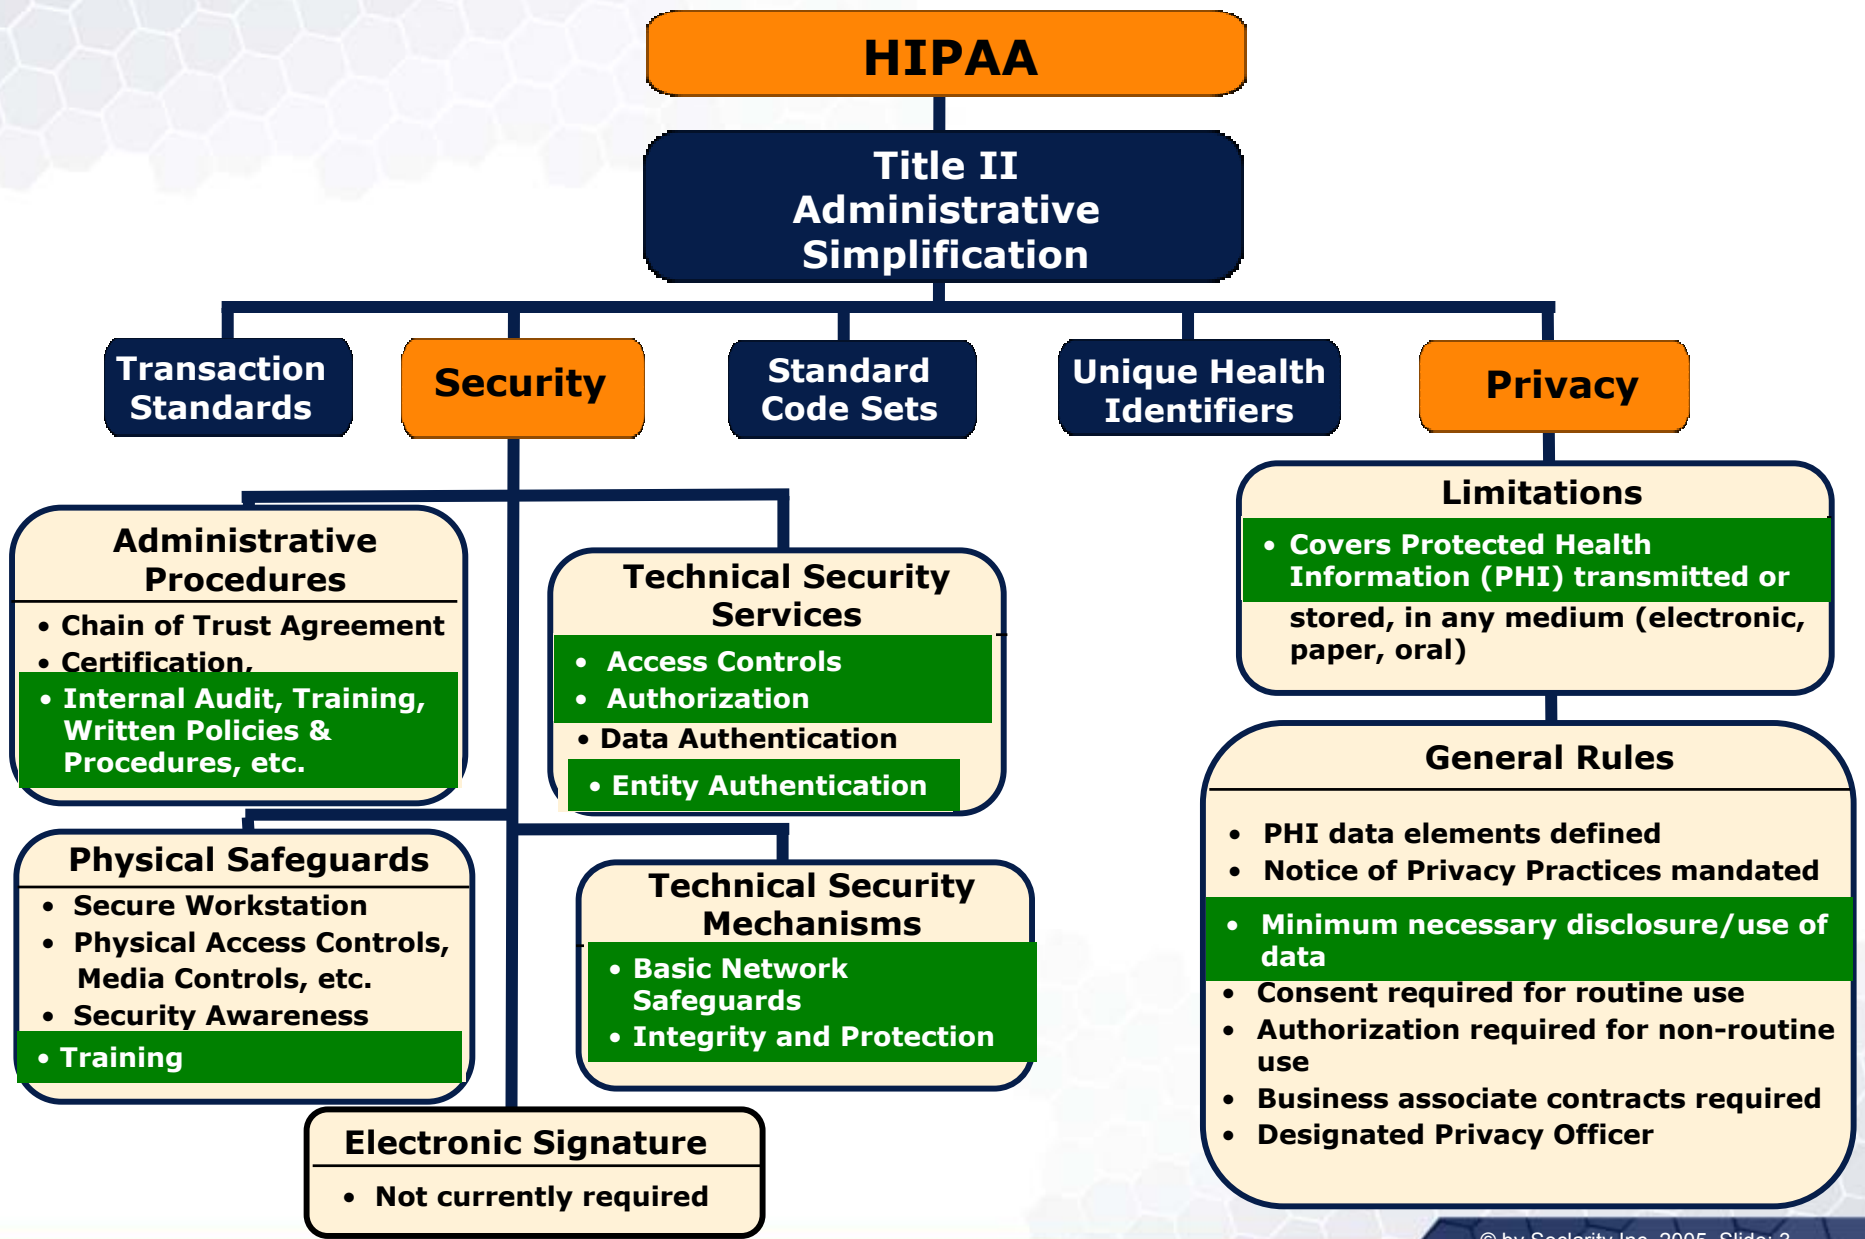 HIPAA
Title II
Administrative
Simplification
Transaction
Standards
Security
Standard
Code Sets
Unique Health
Identifiers
Privacy
Administrative
Procedures
• Chain of Trust Agreement
• Certification,
• Internal Audit, Training,
Written Policies &
Procedures, etc.
Technical Security
Services
• Access Controls
• Authorization
• Data Authentication
• Entity Authentication
Physical Safeguards
• Secure Workstation
• Physical Access Controls,
Media Controls, etc.
• Security Awareness
• Training
Technical Security
Mechanisms
• Basic Network
Safeguards
• Integrity and Protection
Electronic Signature
• Not currently required
Limitations
• Covers Protected Health
Information (PHI) transmitted or
stored, in any medium (electronic,
paper, oral)
General Rules
• PHI data elements defined
• Notice of Privacy Practices mandated
• Minimum necessary disclosure/use of
data
• Consent required for routine use
• Authorization required for non-routine
use
• Business associate contracts required
• Designated Privacy Officer
© by Seclarity Inc. 2005, Slide: 3